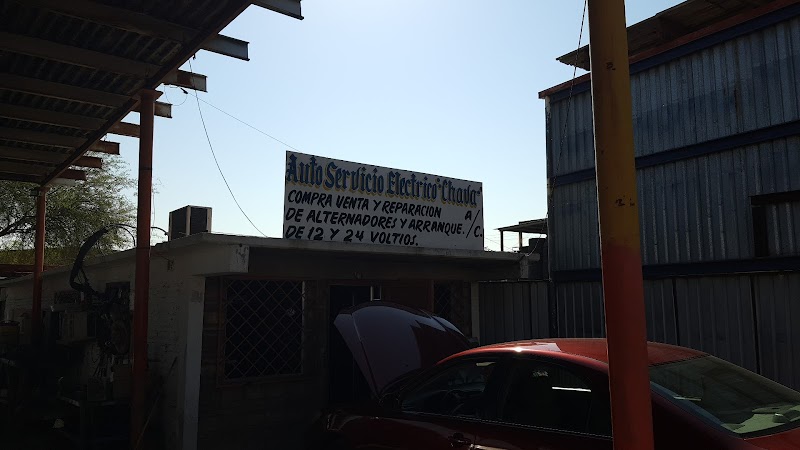 Auto Servicio Electrico "Chava"
COMPRA VENTA Y REPARACION A/C.
DE ALTERNADORES Y ARRANQUE.
DE 12 Y 24 VOLTIOS.